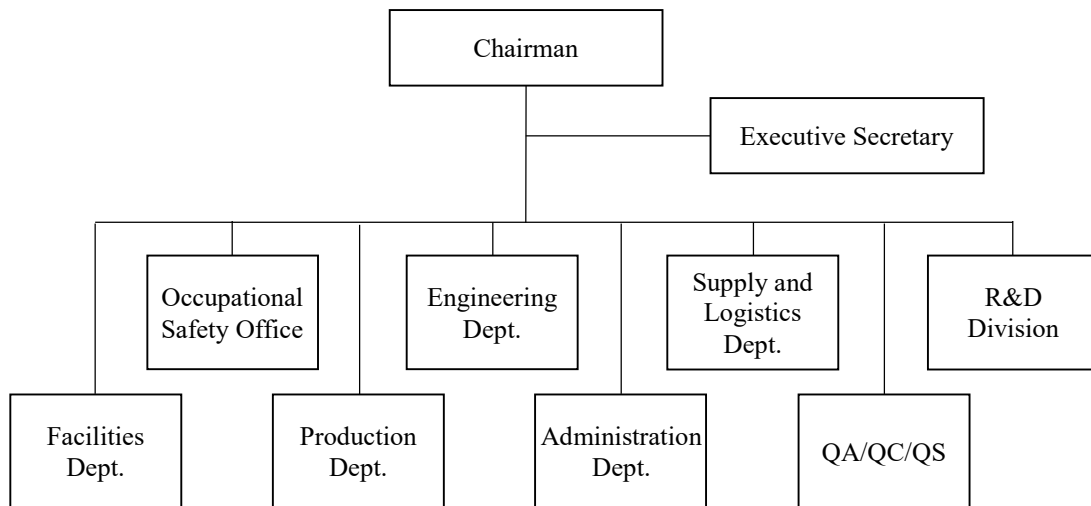 Chairman
Executive Secretary
Occupational
Safety Office
Engineering
Dept.
Supply and
Logistics
Dept.
R&D
Division
Facilities
Dept.
Production
Dept.
Administration
Dept.
QA/QC/QS